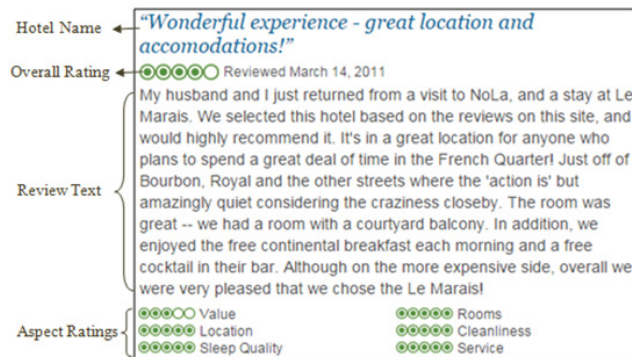 Hotel Name
“Wonderful experience - great location and
accomodations!”
Overall Rating
Reviewed March 14, 2011
Review Text
My husband and I just returned from a visit to NoLa, and a stay at Le
Marais. We selected this hotel based on the reviews on this site, and
would highly recommend it. It's in a great location for anyone who
plans to spend a great deal of time in the French Quarter! Just off of
Bourbon, Royal and the other streets where the 'action is' but
amazingly quiet considering the craziness closeby. The room was
great -- we had a room with a courtyard balcony. In addition, we
enjoyed the free continental breakfast each morning and a free
cocktail in their bar. Although on the more expensive side, overall we
were very pleased that we chose the Le Marais!
Aspect Ratings
Value
Rooms
Location
Cleanliness
Sleep Quality
Service